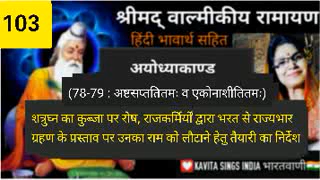 103
श्रीमद् वाल्मीकीय रामायण
हिंदी भावार्थ सहित
अयोध्याकाण्ड
(78-79 : अष्टसप्ततितमः व एकोनाशीतितमः)
शत्रुघ्न का कुब्जा पर रोष, राजकर्मियों द्वारा भरत से राज्यभार
ग्रहण के प्रस्ताव पर उनका राम को लौटाने हेतु तैयारी का निर्देश
KAVITA SINGS INDIA भारतवाणी